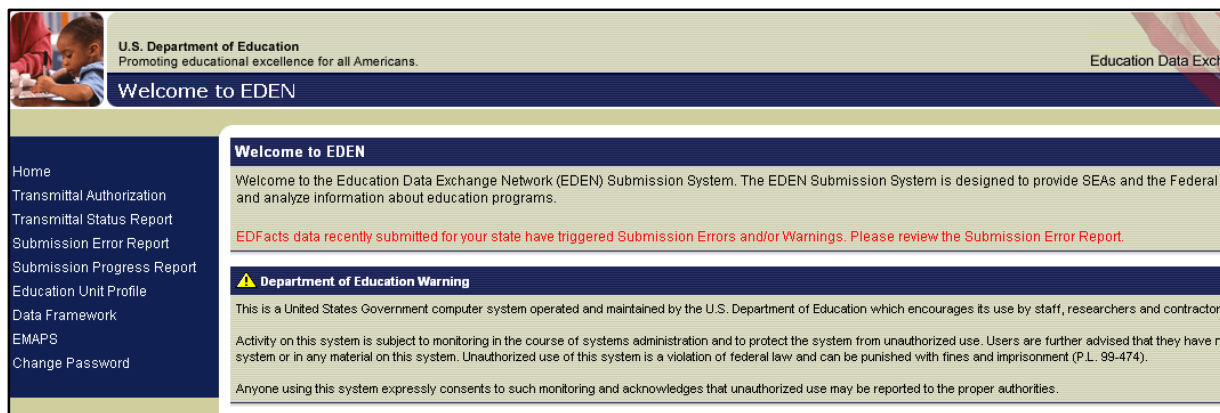 U.S. Department of Education
Promoting educational excellence for all Americans.
Education Data Exch
Welcome to EDEN
Home
Transmittal Authorization
Transmittal Status Report
Submission Error Report
Submission Progress Report
Education Unit Profile
Data Framework
EMAPS
Change Password
Welcome to EDEN
Welcome to the Education Data Exchange Network (EDEN) Submission System. The EDEN Submission System is designed to provide SEAs and the Federal
and analyze information about education programs.
EDFacts data recently submitted for your state have triggered Submission Errors and/or Warnings. Please review the Submission Error Report.
Department of Education Warning
This is a United States Government computer system operated and maintained by the U.S. Department of Education which encourages its use by staff, researchers and contractor
Activity on this system is subject to monitoring in the course of systems administration and to protect the system from unauthorized use. Users are further advised that they have
system or in any material on this system. Unauthorized use of this system is a violation of federal law and can be punished with fines and imprisonment (P.L. 99-474).
Anyone using this system expressly consents to such monitoring and acknowledges that unauthorized use may be reported to the proper authorities.